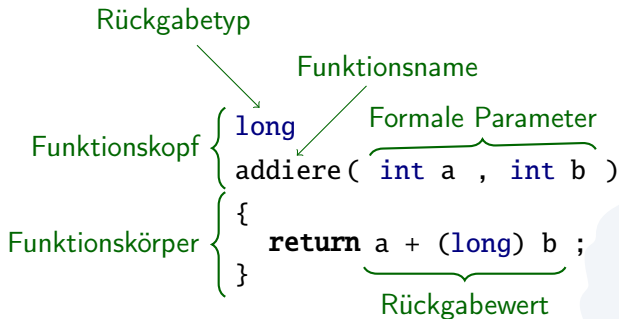 Rückgabetyp
Funktionsname
long
Formale Parameter
Funktionskopf
addiere ( int a , int b )
{
Funktionskörper
return a + (long) b ;
}
Rückgabewert